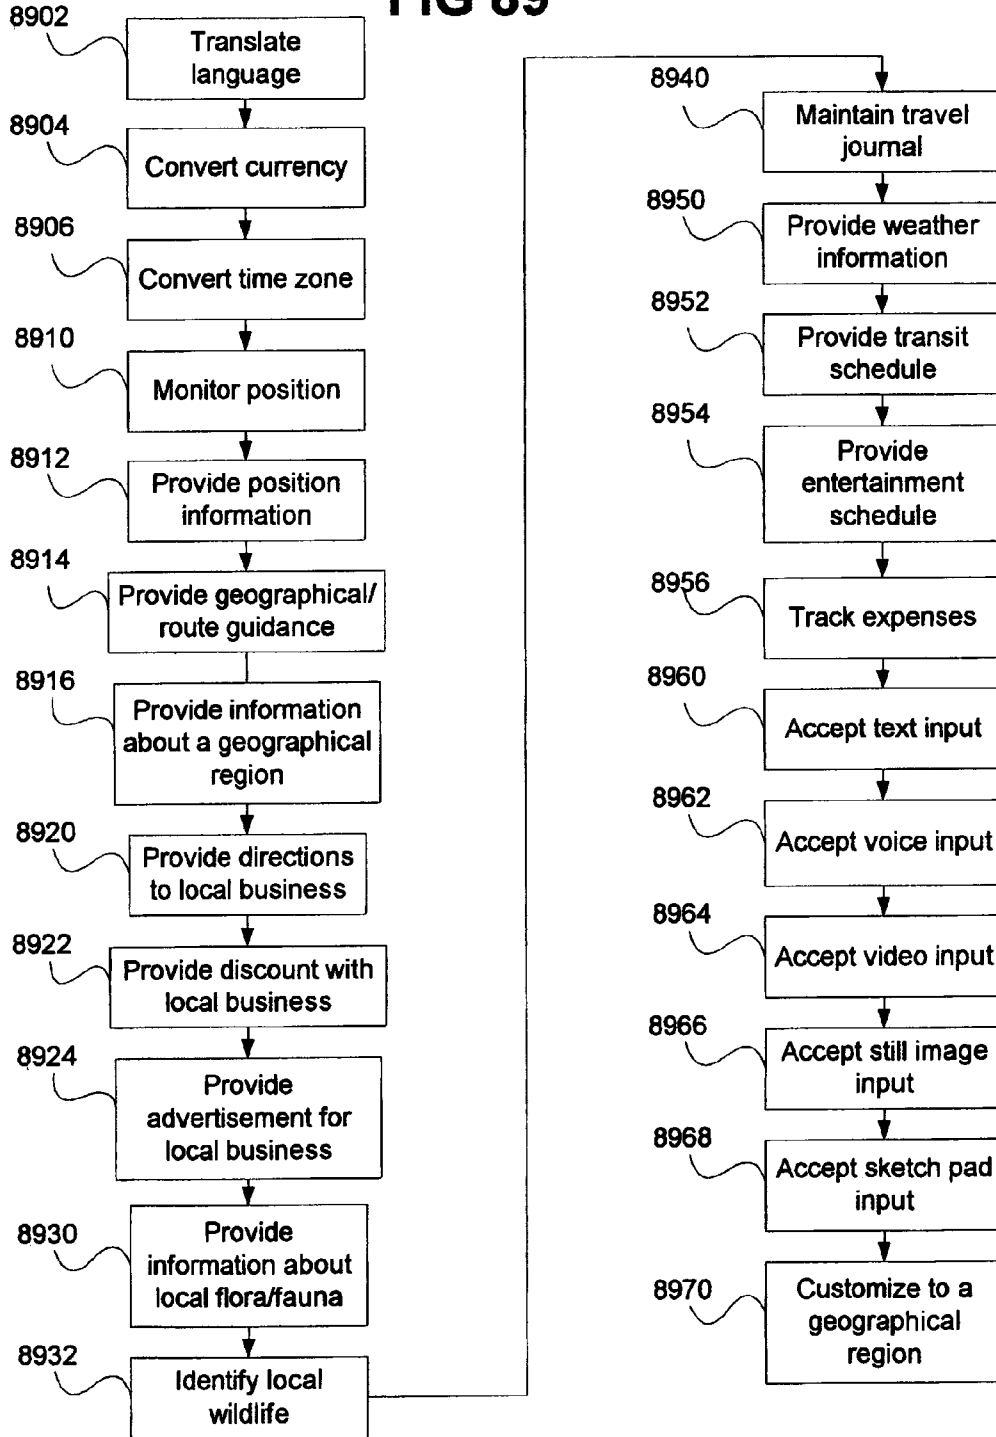 FIG 89
8902
Translate
language
8904
Convert currency
8906
Convert time zone
8910
Monitor position
8912
Provide position
information
8914
Provide geographical/
route guidance
8916
Provide information
about a geographical
region
8920
Provide directions
to local business
8922
Provide discount with
local business
8924
Provide
advertisement for
local business
8930
Provide
information about
local flora/fauna
8932
Identify local
wildlife
8940
Maintain travel
journal
8950
Provide weather
information
8952
Provide transit
schedule
8954
Provide
entertainment
schedule
8956
Track expenses
8960
Accept text input
8962
Accept voice input
8964
Accept video input
8966
Accept still image
input
8968
Accept sketch pad
input
8970
Customize to a
geographical
region